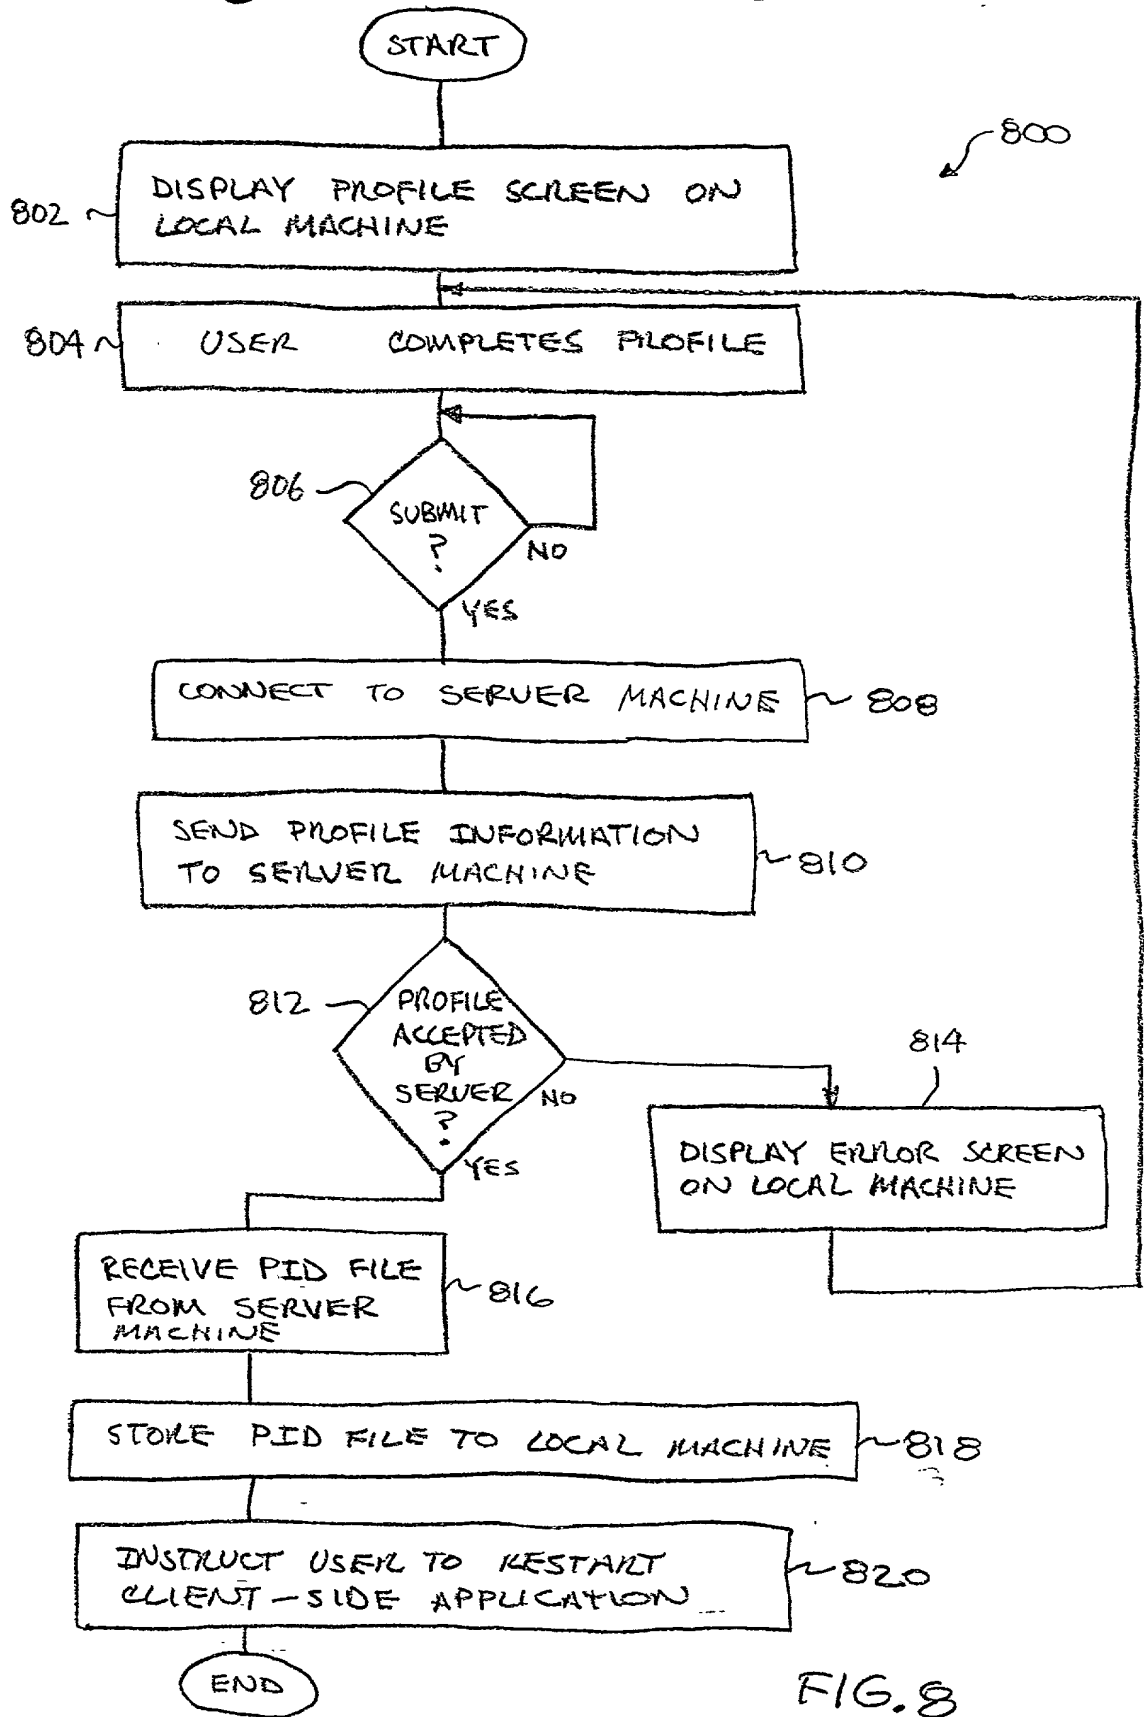 START
800
DISPLAY PROFILE SCREEN ON
LOCAL MACHINE
802
804
USER COMPLETES PROFILE
806
SUBMIT
?
NO
YES
CONNECT TO SERVER MACHINE
808
SEND PROFILE INFORMATION
TO SERVER MACHINE
810
812
PROFILE
ACCEPTED
BY
SERVER
?
NO
YES
814
DISPLAY ERROR SCREEN
ON LOCAL MACHINE
RECEIVE PID FILE
FROM SERVER
MACHINE
816
STORE PID FILE TO LOCAL MACHINE
818
INSTRUCT USER TO RESTART
CLIENT-SIDE APPLICATION
820
END
FIG. 8